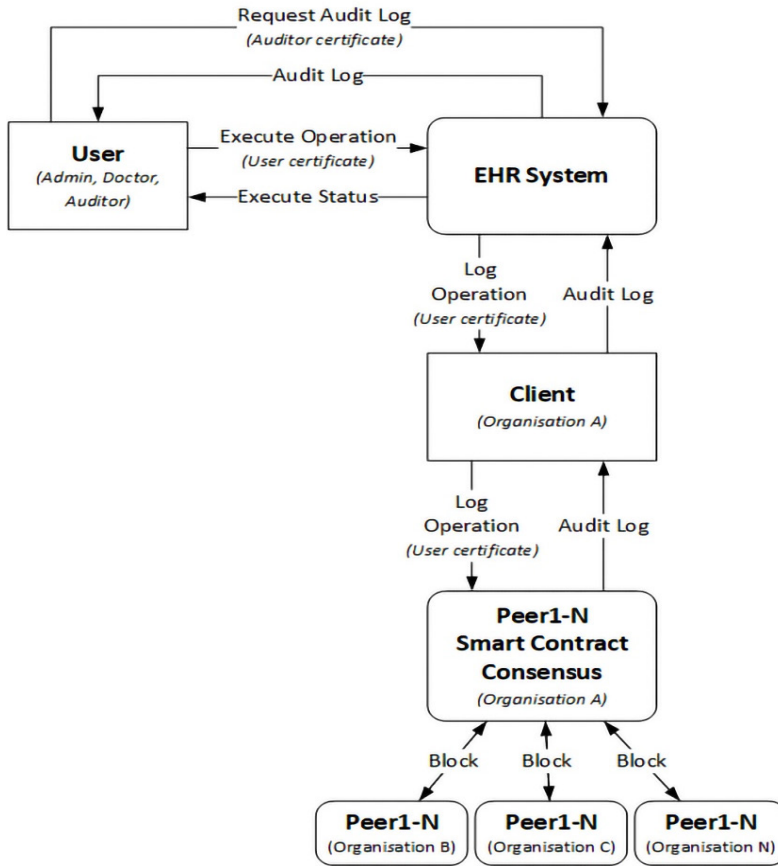 Request Audit Log
(Auditor certificate)
Audit Log
User
(Admin, Doctor,
Auditor)
Execute Operation
(User certificate)
Execute Status
EHR System
Log
Operation
(User certificate)
Audit Log
Client
(Organisation A)
Log
Operation
(User certificate)
Audit Log
Peer1-N
Smart Contract
Consensus
(Organisation A)
Block
Block
Block
Peer1-N
(Organisation B)
Peer1-N
(Organisation C)
Peer1-N
(Organisation N)